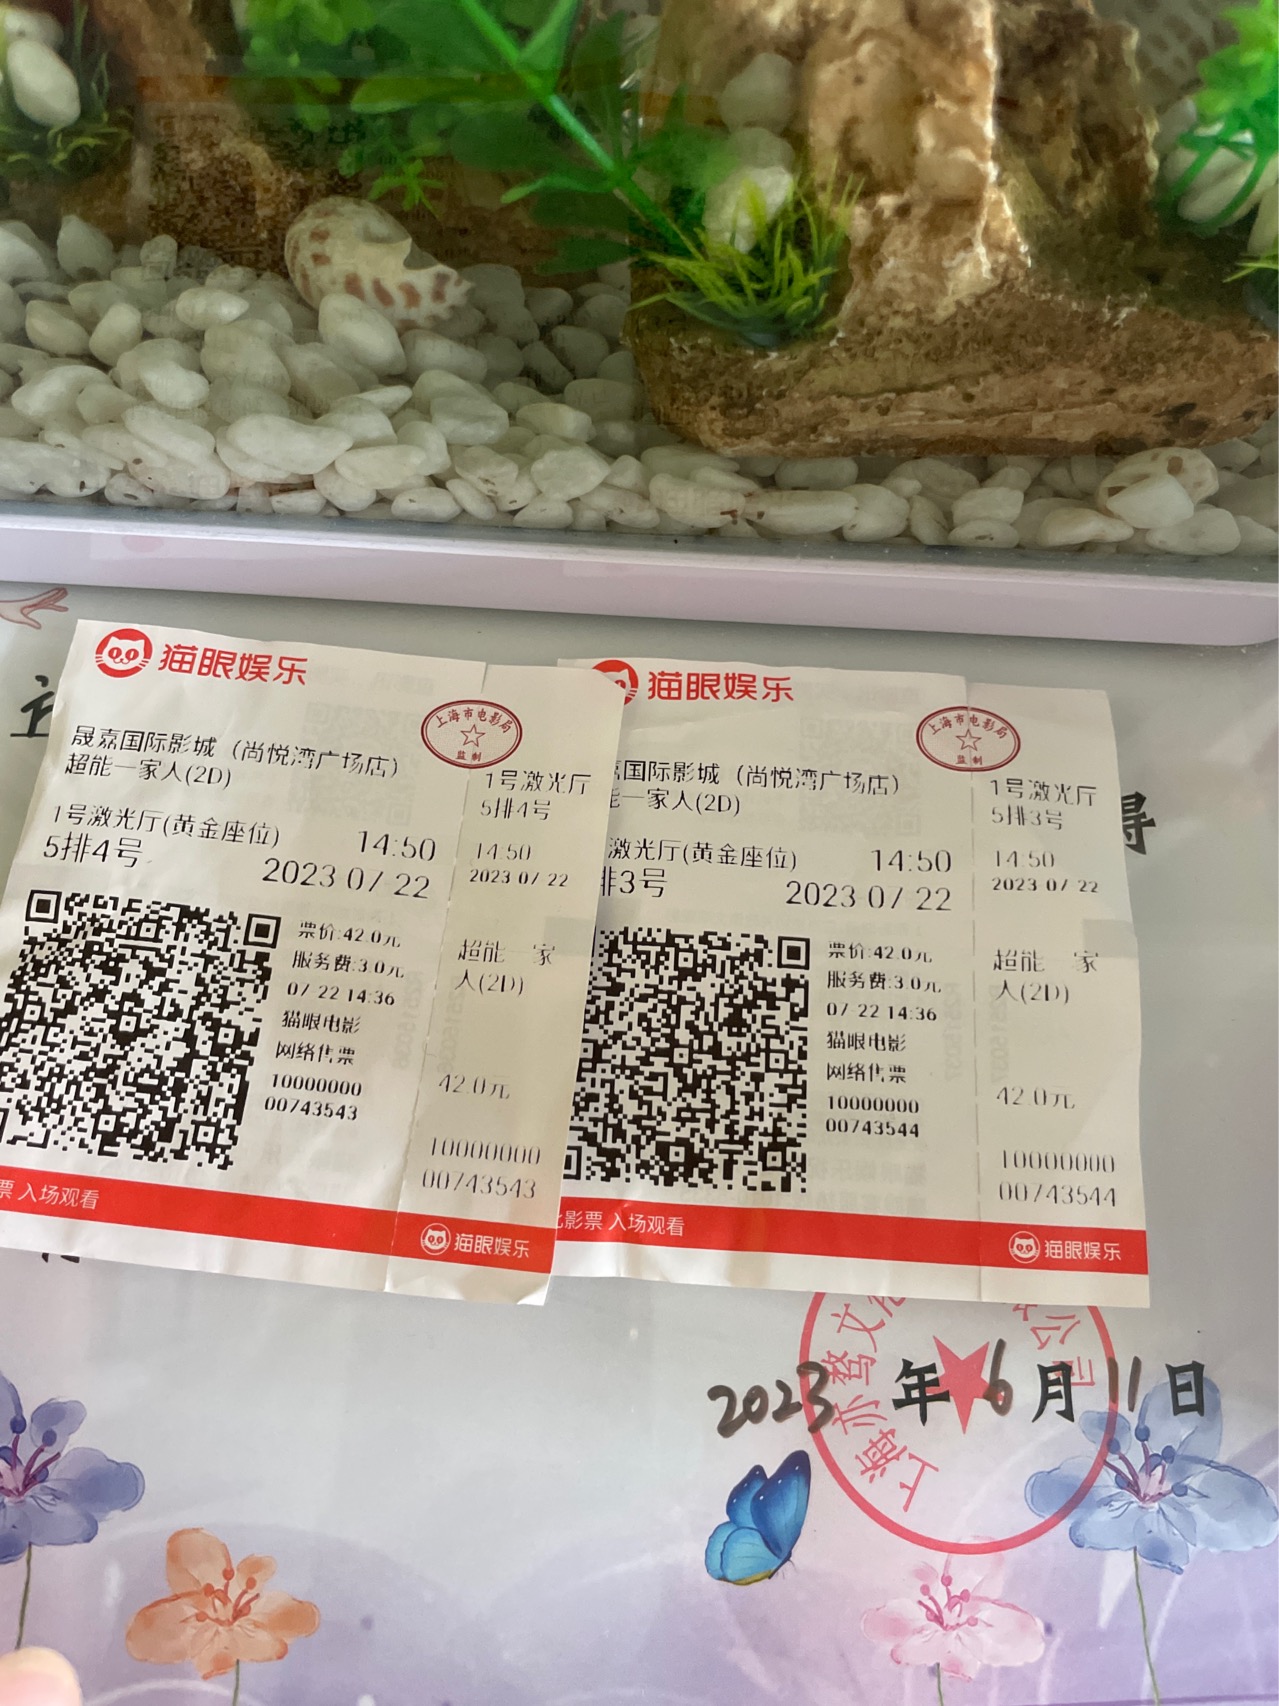 猫眼娱乐
上海市电影局
监制
晟嘉国际影城（尚悦湾广场店）
超能一家人(2D)
1号激光厅(黄金座位)
5排4号
14:50
2023 07/22
票价:42.0元
服务费:3.0元
07/22 14:36
猫眼电影
网络售票
10000000
00743543
1号激光厅
5排4号
14:50
2023 07/22
超能一家
人(2D)
42.0元
10000000
00743543
票 入场观看
猫眼娱乐
猫眼娱乐
上海市电影局
监制
国际影城（尚悦湾广场店）
一家人(2D)
激光厅(黄金座位)
排3号
14:50
2023 07/22
票价:42.0元
服务费:3.0元
07/22 14:36
猫眼电影
网络售票
10000000
00743544
1号激光厅
5排3号
14:50
2023 07/22
超能一家
人(2D)
42.0元
10000000
00743544
影票 入场观看
猫眼娱乐
得
公司
2023年6月11日